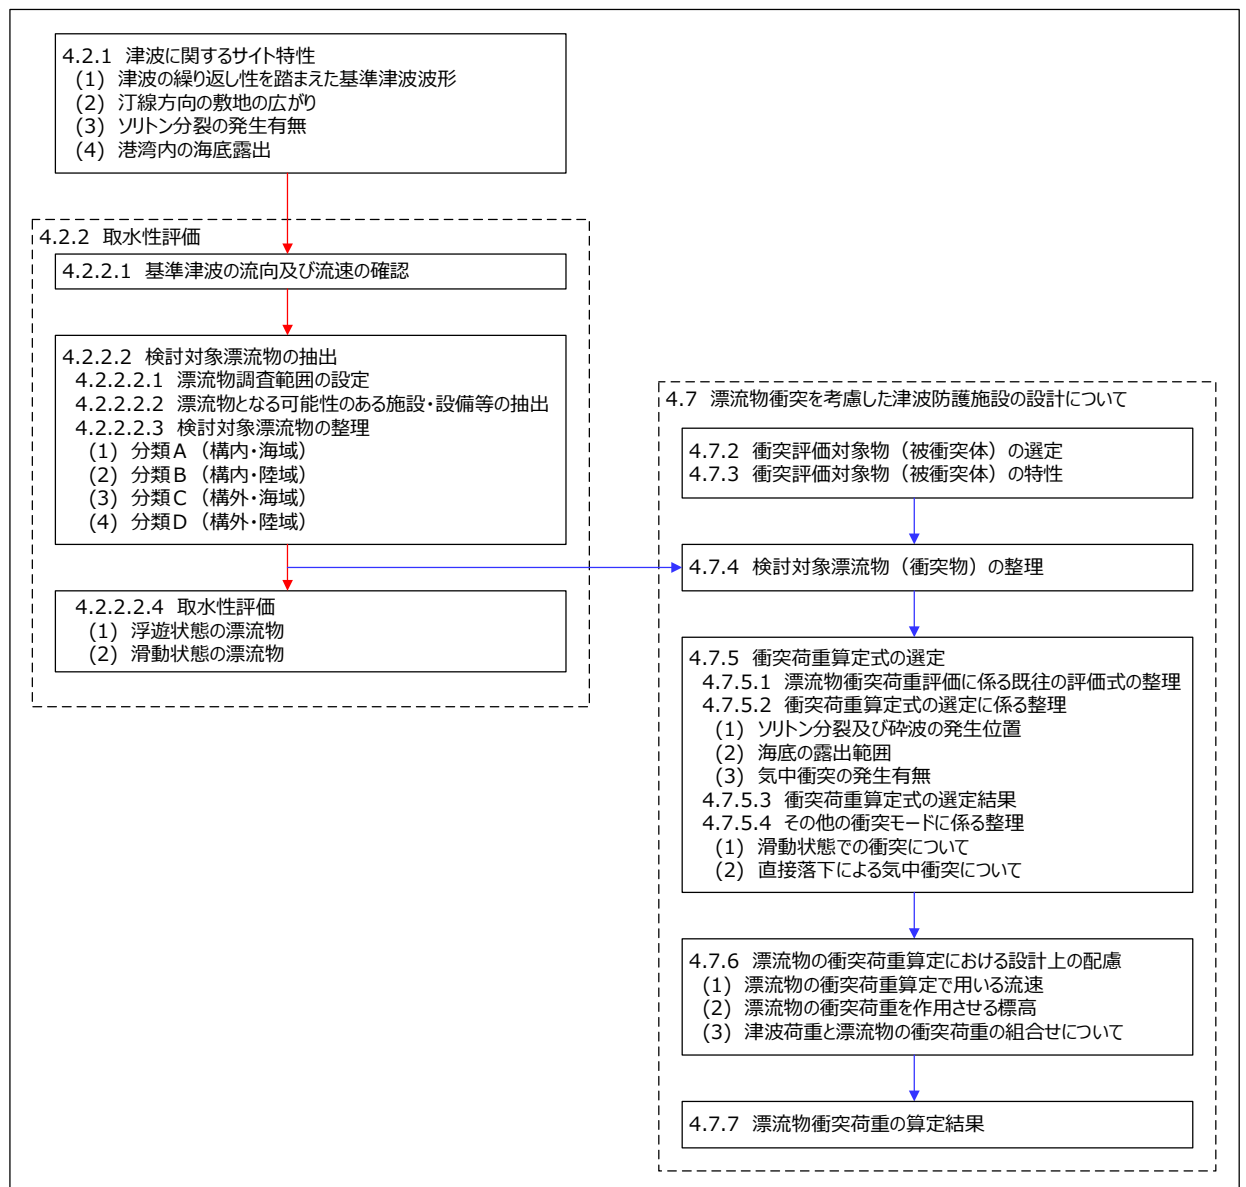 4.2.1 津波に関するサイト特性
(1) 津波の繰り返し性を踏まえた基準津波波形
(2) 汀線方向の敷地の広がり
(3) ソリトン分裂の発生有無
(4) 港湾内の海底露出
4.2.2 取水性評価
4.2.2.1 基準津波の流向及び流速の確認
4.2.2.2 検討対象漂流物の抽出
4.2.2.2.1 漂流物調査範囲の設定
4.2.2.2.2 漂流物となる可能性のある施設・設備等の抽出
4.2.2.2.3 検討対象漂流物の整理
(1) 分類A（構内・海域）
(2) 分類B（構内・陸域）
(3) 分類C（構外・海域）
(4) 分類D（構外・陸域）
4.2.2.2.4 取水性評価
(1) 浮遊状態の漂流物
(2) 滑動状態の漂流物
4.7 漂流物衝突を考慮した津波防護施設の設計について
4.7.2 衝突評価対象物（被衝突体）の選定
4.7.3 衝突評価対象物（被衝突体）の特性
4.7.4 検討対象漂流物（衝突物）の整理
4.7.5 衝突荷重算定式の選定
4.7.5.1 漂流物衝突荷重評価に係る既往の評価式の整理
4.7.5.2 衝突荷重算定式の選定に係る整理
(1) ソリトン分裂及び砕波の発生位置
(2) 海底の露出範囲
(3) 気中衝突の発生有無
4.7.5.3 衝突荷重算定式の選定結果
4.7.5.4 その他の衝突モードに係る整理
(1) 滑動状態での衝突について
(2) 直接落下による気中衝突について
4.7.6 漂流物の衝突荷重算定における設計上の配慮
(1) 漂流物の衝突荷重算定で用いる流速
(2) 漂流物の衝突荷重を作用させる標高
(3) 津波荷重と漂流物の衝突荷重の組合せについて
4.7.7 漂流物衝突荷重の算定結果